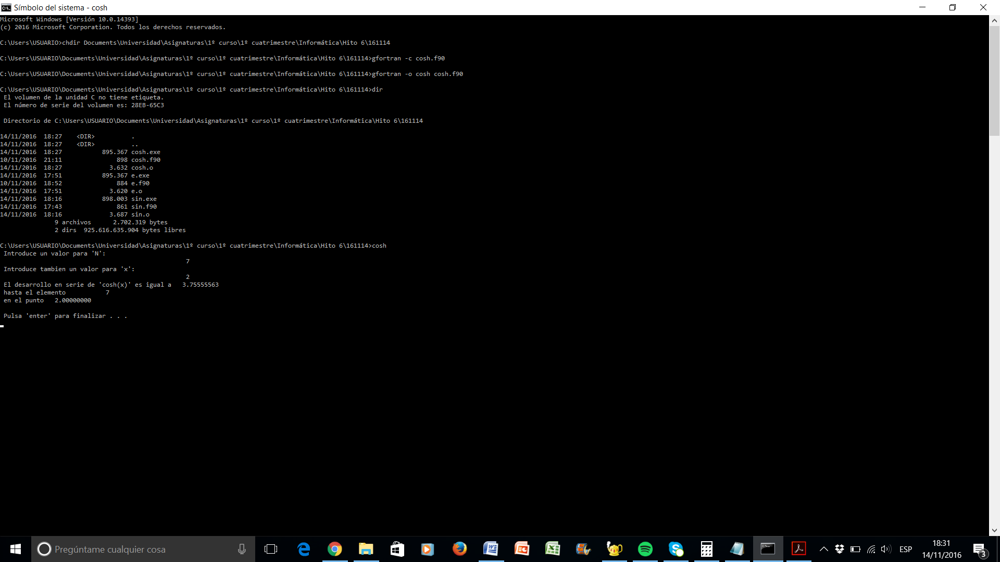 Símbolo del sistema - cosh
Microsoft Windows [Versión 10.0.14393]
(c) 2016 Microsoft Corporation. Todos los derechos reservados.
C:\Users\USUARIO>chdir Documents\Universidad\Asignaturas\1º curso\1º cuatrimestre\Informática\Hito 6\161114
C:\Users\USUARIO\Documents\Universidad\Asignaturas\1º curso\1º cuatrimestre\Informática\Hito 6\161114>gfortran -c cosh.f90
C:\Users\USUARIO\Documents\Universidad\Asignaturas\1º curso\1º cuatrimestre\Informática\Hito 6\161114>gfortran -o cosh cosh.f90
C:\Users\USUARIO\Documents\Universidad\Asignaturas\1º curso\1º cuatrimestre\Informática\Hito 6\161114>dir
El volumen de la unidad C no tiene etiqueta.
El número de serie del volumen es: 28EB-65C3
Directorio de C:\Users\USUARIO\Documents\Universidad\Asignaturas\1º curso\1º cuatrimestre\Informática\Hito 6\161114
14/11/2016  18:27    <DIR>          .
14/11/2016  18:27    <DIR>          ..
14/11/2016  18:27           895.367 cosh.exe
10/11/2016  21:11               898 cosh.f90
14/11/2016  18:27             3.632 cosh.o
14/11/2016  17:51           895.367 e.exe
10/11/2016  18:52               884 e.f90
14/11/2016  17:51             3.620 e.o
14/11/2016  18:16           898.003 sin.exe
14/11/2016  17:43               861 sin.f90
14/11/2016  18:16             3.687 sin.o
9 archivos      2.702.319 bytes
2 dirs  925.616.635.904 bytes libres
C:\Users\USUARIO\Documents\Universidad\Asignaturas\1º curso\1º cuatrimestre\Informática\Hito 6\161114>cosh
Introduce un valor para 'N':
7
Introduce tambien un valor para 'x':
2
El desarrollo en serie de 'cosh(x)' es igual a   3.75555563
hasta el elemento           7
en el punto   2.00000000
Pulsa 'enter' para finalizar . . .
Pregúntame cualquier cosa
ESP
18:31
14/11/2016
3